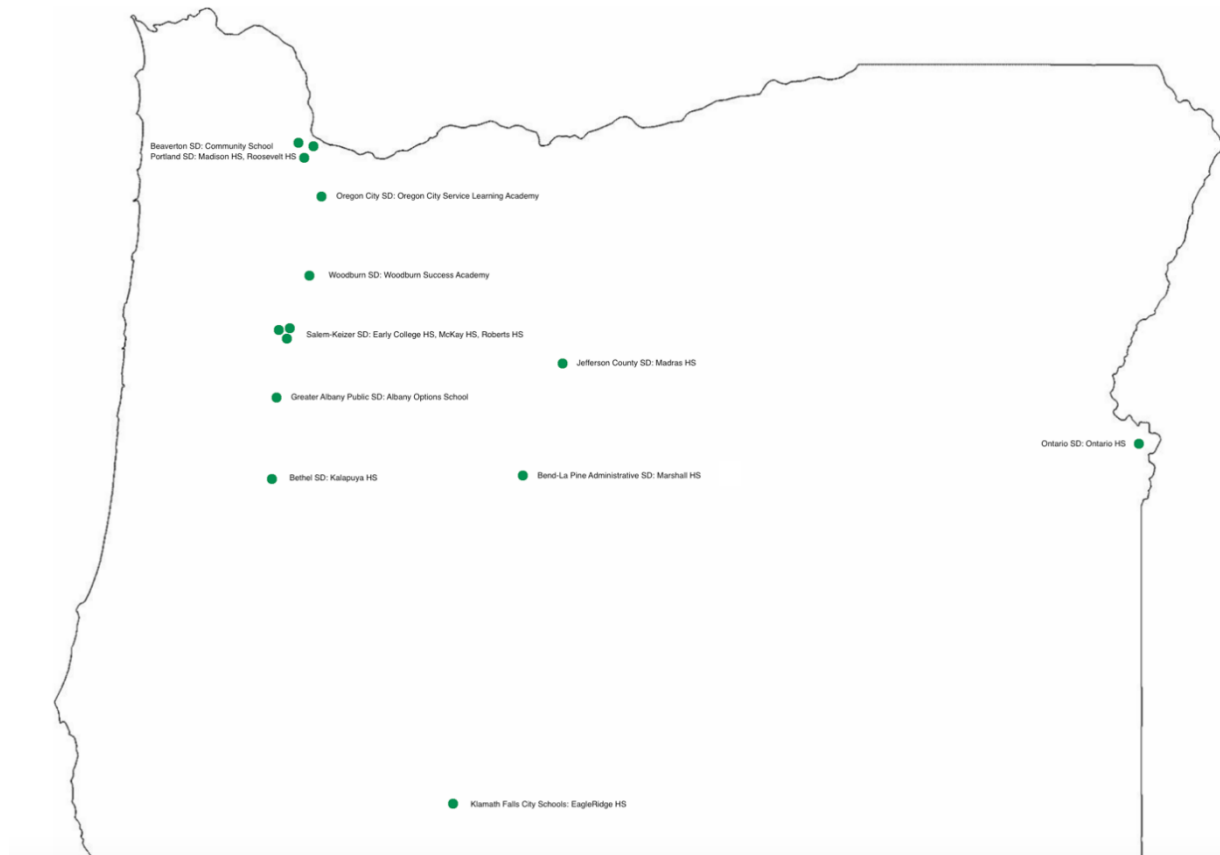 Beaverton SD: Community School
Portland SD: Madison HS, Roosevelt HS
Oregon City SD: Oregon City Service Learning Academy
Woodburn SD: Woodburn Success Academy
Salem-Keizer SD: Early College HS, McKay HS, Roberts HS
Jefferson County SD: Madras HS
Greater Albany Public SD: Albany Options School
Ontario SD: Ontario HS
Bethel SD: Kalapuya HS
Bend-La Pine Administrative SD: Marshall HS
Klamath Falls City Schools: EagleRidge HS